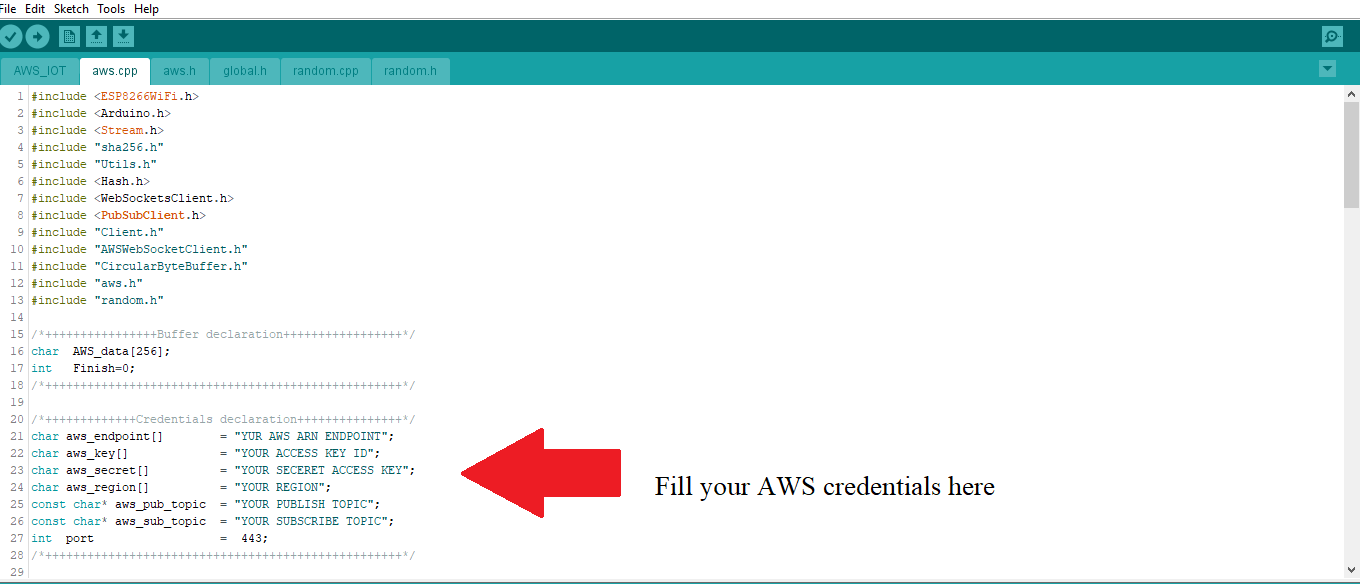 File Edit Sketch Tools Help
AWS_IOT aws.cpp aws.h global.h random.cpp random.h
1 #include <ESP8266WiFi.h>
2 #include <Arduino.h>
3 #include <Stream.h>
4 #include "sha256.h"
5 #include "Utils.h"
6 #include <Hash.h>
7 #include <WebSocketsClient.h>
8 #include <PubSubClient.h>
9 #include "Client.h"
10 #include "AWSWebSocketClient.h"
11 #include "CircularByteBuffer.h"
12 #include "aws.h"
13 #include "random.h"
14
15 /*++++++++++++++++Buffer declaration+++++++++++++++++*/
16 char  AWS_data[256];
17 int   Finish=0;
18 /*+++++++++++++++++++++++++++++++++++++++++++++++++++*/
19
20 /*+++++++++++++Credentials declaration+++++++++++++++*/
21 char aws_endpoint[]        = "YUR AWS ARN ENDPOINT";
22 char aws_key[]             = "YOUR ACCESS KEY ID";
23 char aws_secret[]          = "YOUR SECERET ACCESS KEY";
24 char aws_region[]          = "YOUR REGION";
25 const char* aws_pub_topic  = "YOUR PUBLISH TOPIC";
26 const char* aws_sub_topic  = "YOUR SUBSCRIBE TOPIC";
27 int  port                  =  443;
28 /*+++++++++++++++++++++++++++++++++++++++++++++++++++*/
29
Fill your AWS credentials here